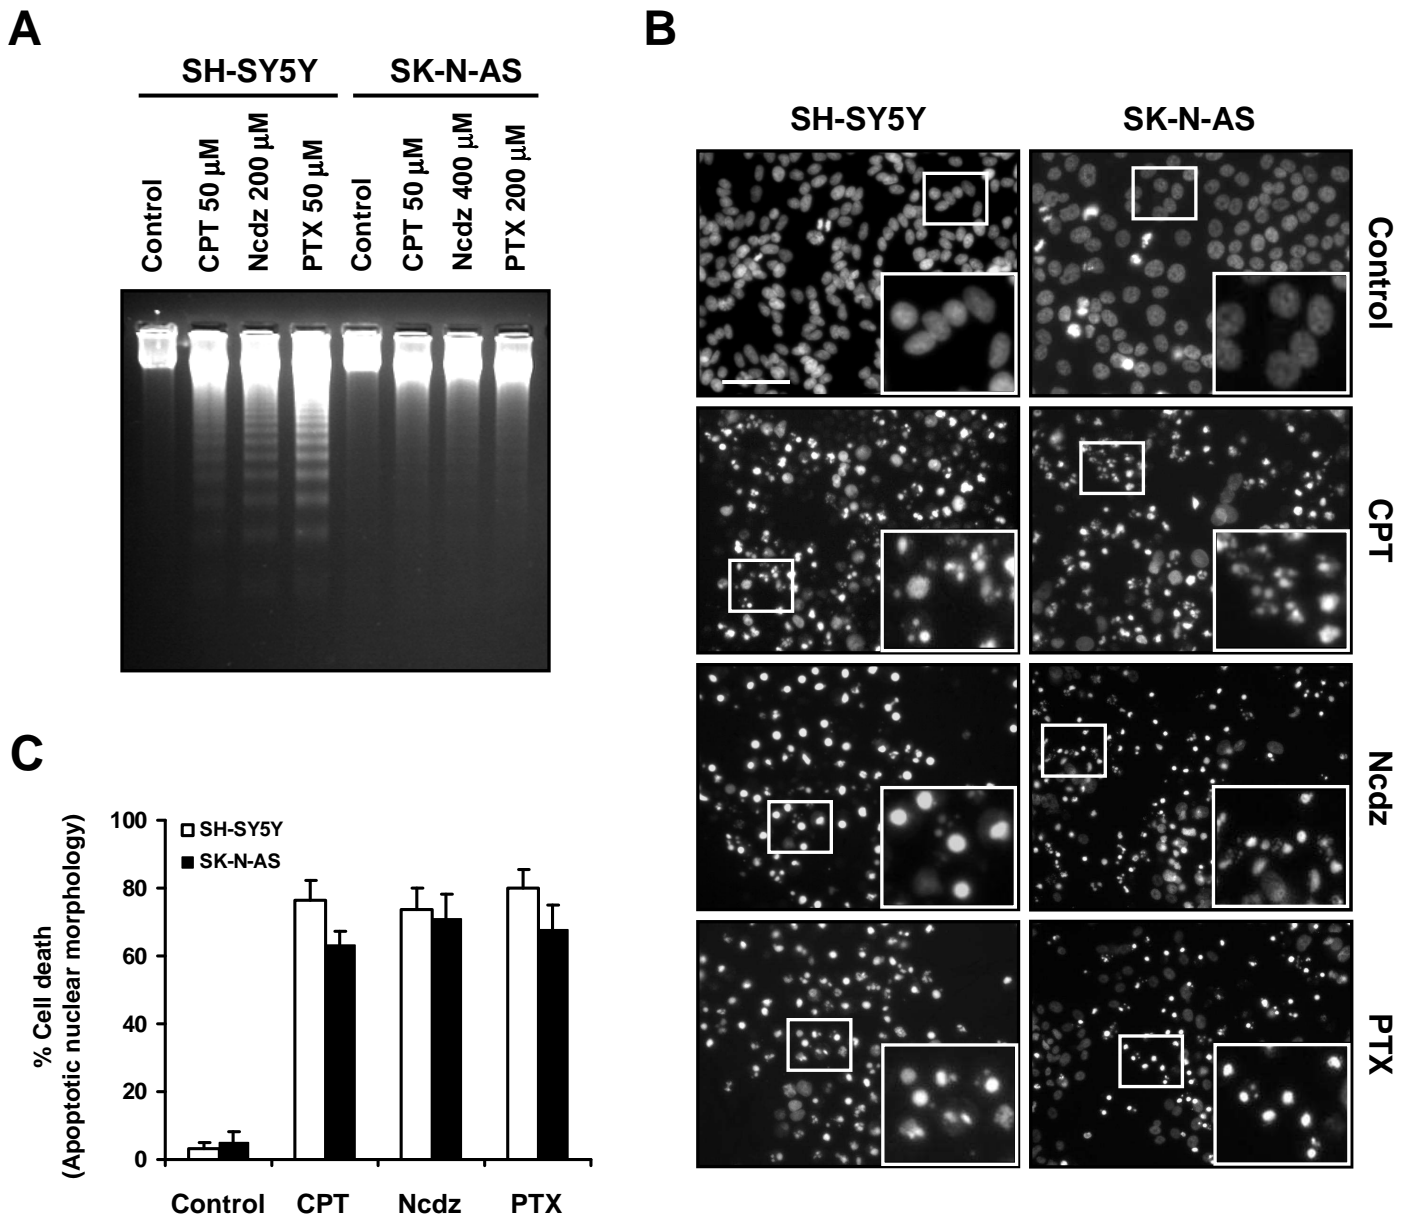 A
SH-SY5Y SK-N-AS
Control
CPT 50 μM
Ncdz 200 μM
PTX 50 μM
Control
CPT 50 μM
Ncdz 400 μM
PTX 200 μM
B
SH-SY5Y SK-N-AS
Control
CPT
Ncdz
PTX
C
% Cell death
(Apoptotic nuclear morphology)
100
80
60
40
20
0
SH-SY5Y
SK-N-AS
Control CPT Ncdz PTX